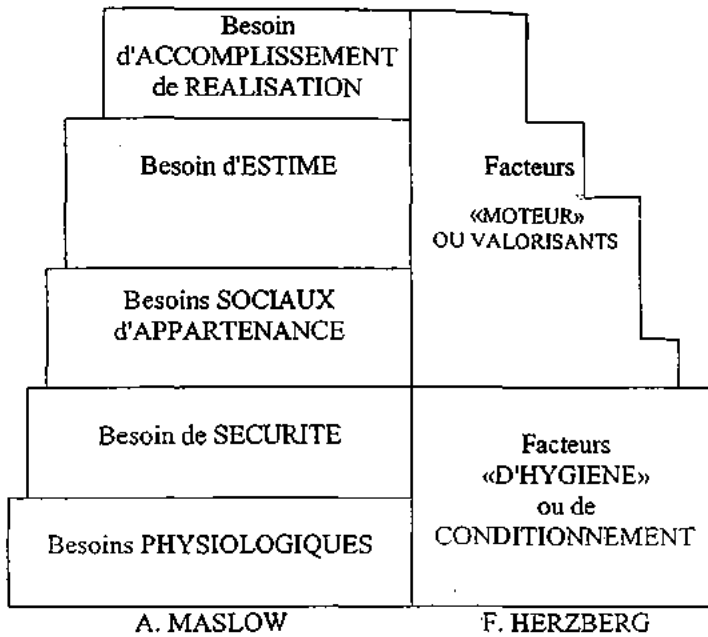 Besoin
d'ACCOMPLISSEMENT
de REALISATION
Besoin d'ESTIME
Besoins SOCIAUX
d'APPARTENANCE
Besoin de SECURITE
Besoins PHYSIOLOGIQUES
A. MASLOW
Facteurs
«MOTEUR»
OU VALORISANTS
Facteurs
«D'HYGIENE»
ou de
CONDITIONNEMENT
F. HERZBERG